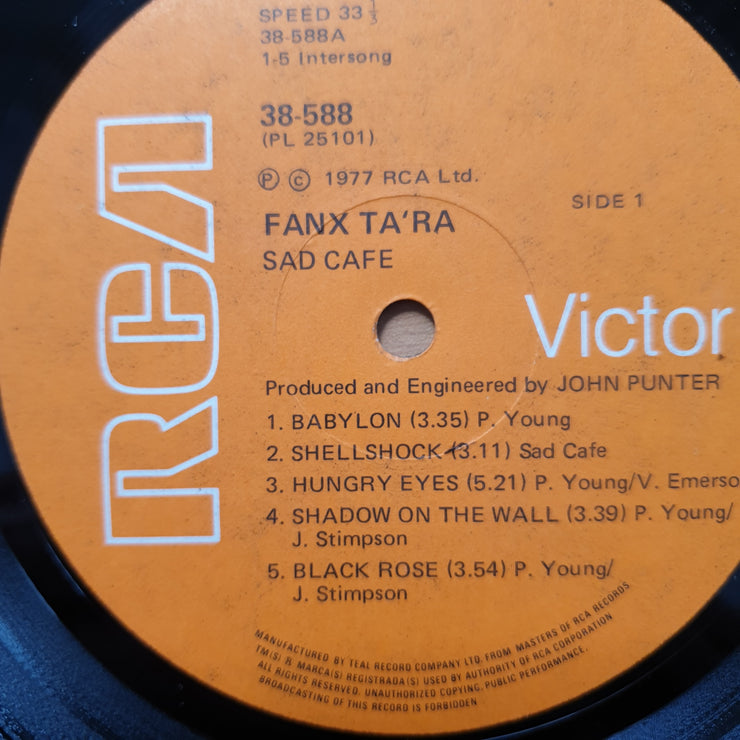 SPEED 33 1/3
38-588A
1-5 Intersong
38-588
(PL 25101)
Ⓟ © 1977 RCA Ltd.
SIDE 1
FANX TA'RA
SAD CAFE
RCA
Victor
Produced and Engineered by JOHN PUNTER
1. BABYLON (3.35) P. Young
2. SHELLSHOCK (3.11) Sad Cafe
3. HUNGRY EYES (5.21) P. Young/V. Emerso
4. SHADOW ON THE WALL (3.39) P. Young/
J. Stimpson
5. BLACK ROSE (3.54) P. Young/
J. Stimpson
MANUFACTURED BY TEAL RECORD COMPANY LTD. FROM MASTERS OF RCA RECORDS
TM(S) ® MARCA(S) REGISTRADA(S) USED BY AUTHORITY OF RCA CORPORATION
ALL RIGHTS RESERVED. UNAUTHORIZED COPYING, PUBLIC PERFORMANCE,
BROADCASTING OF THIS RECORD IS FORBIDDEN